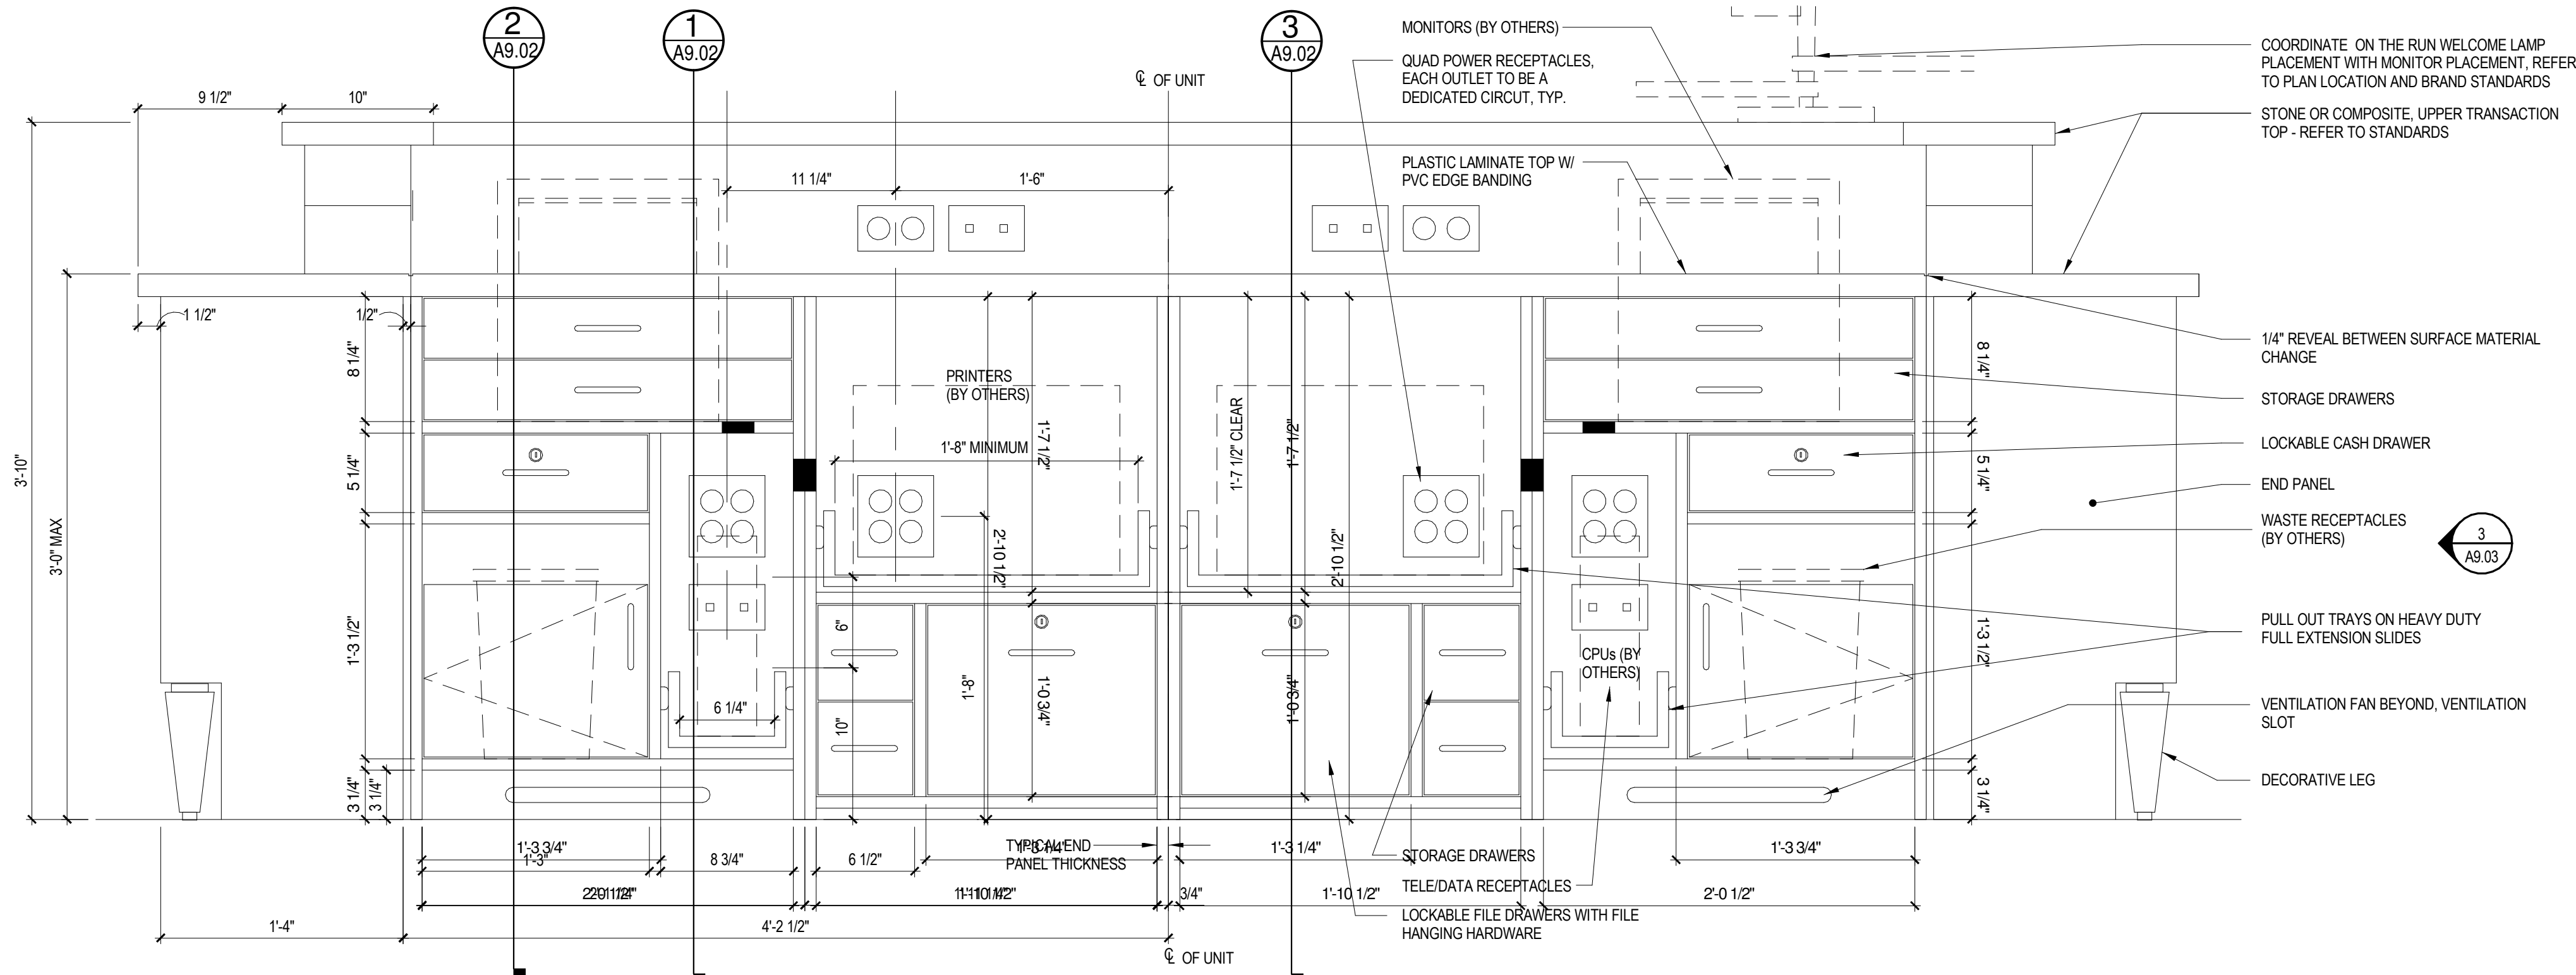 2
A9.02
1
A9.02
3
A9.02
℄ OF UNIT
9 1/2"
10"
11 1/4"
1'-6"
MONITORS (BY OTHERS)
QUAD POWER RECEPTACLES,
EACH OUTLET TO BE A
DEDICATED CIRCUT, TYP.
PLASTIC LAMINATE TOP W/
PVC EDGE BANDING
COORDINATE ON THE RUN WELCOME LAMP
PLACEMENT WITH MONITOR PLACEMENT, REFER
TO PLAN LOCATION AND BRAND STANDARDS
STONE OR COMPOSITE, UPPER TRANSACTION
TOP - REFER TO STANDARDS
1/4" REVEAL BETWEEN SURFACE MATERIAL
CHANGE
STORAGE DRAWERS
LOCKABLE CASH DRAWER
END PANEL
WASTE RECEPTACLES
(BY OTHERS)
3
A9.03
PULL OUT TRAYS ON HEAVY DUTY
FULL EXTENSION SLIDES
VENTILATION FAN BEYOND, VENTILATION
SLOT
DECORATIVE LEG
3'-10"
3'-0" MAX
1 1/2"
1/2"
8 1/4"
5 1/4"
1'-3 1/2"
3 1/4"
3 1/4"
PRINTERS
(BY OTHERS)
1'-8" MINIMUM
1'-7 1/2"
2'-10 1/2"
1'-7 1/2" CLEAR
1'-7 1/2"
2'-10 1/2"
6"
10"
1'-8"
1'-0 3/4"
1'-0 3/4"
6 1/4"
CPUs (BY
OTHERS)
8 1/4"
5 1/4"
1'-3 1/2"
3 1/4"
1'-3 3/4"
1'-3"
8 3/4"
6 1/2"
1'-3 1/4"
TYPICAL END
PANEL THICKNESS
1'-3 1/4"
STORAGE DRAWERS
1'-3 3/4"
3/4"
1'-10 1/2"
TELE/DATA RECEPTACLES
2'-0 1/2"
LOCKABLE FILE DRAWERS WITH FILE
HANGING HARDWARE
1'-4"
4'-2 1/2"
℄ OF UNIT